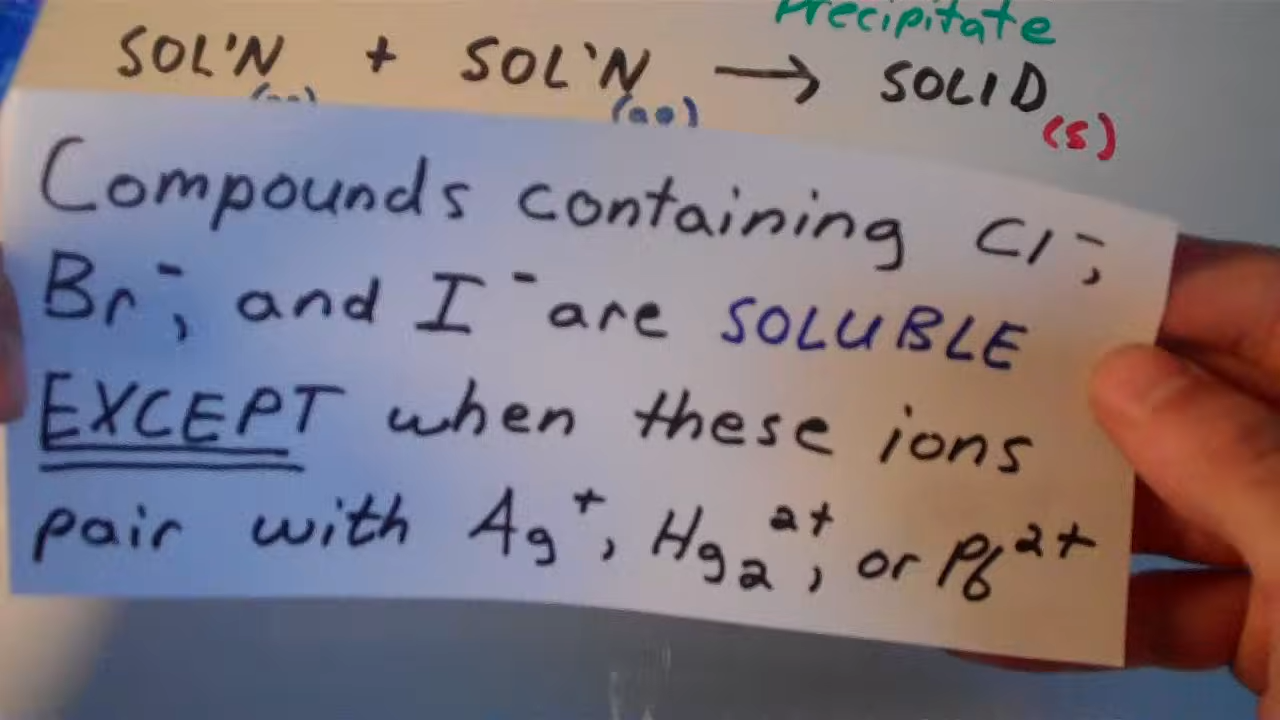 Precipitate
SOL'N + SOL'N → SOLID
(aq) (s)
Compounds containing Cl⁻,
Br⁻, and I⁻ are SOLUBLE
EXCEPT when these ions
pair with Ag⁺, Hg₂²⁺, or Pb²⁺